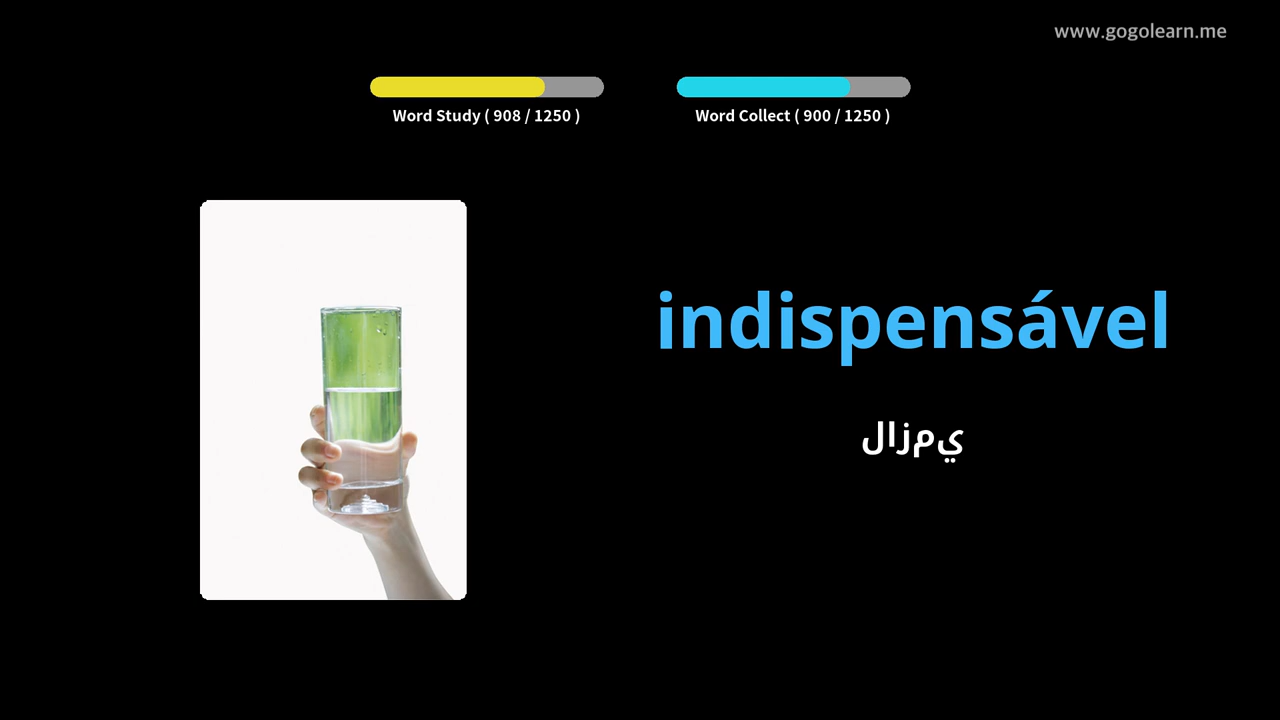 www.gogolearn.me
Word Study ( 908 / 1250 )
Word Collect ( 900 / 1250 )
indispensável
لازمي